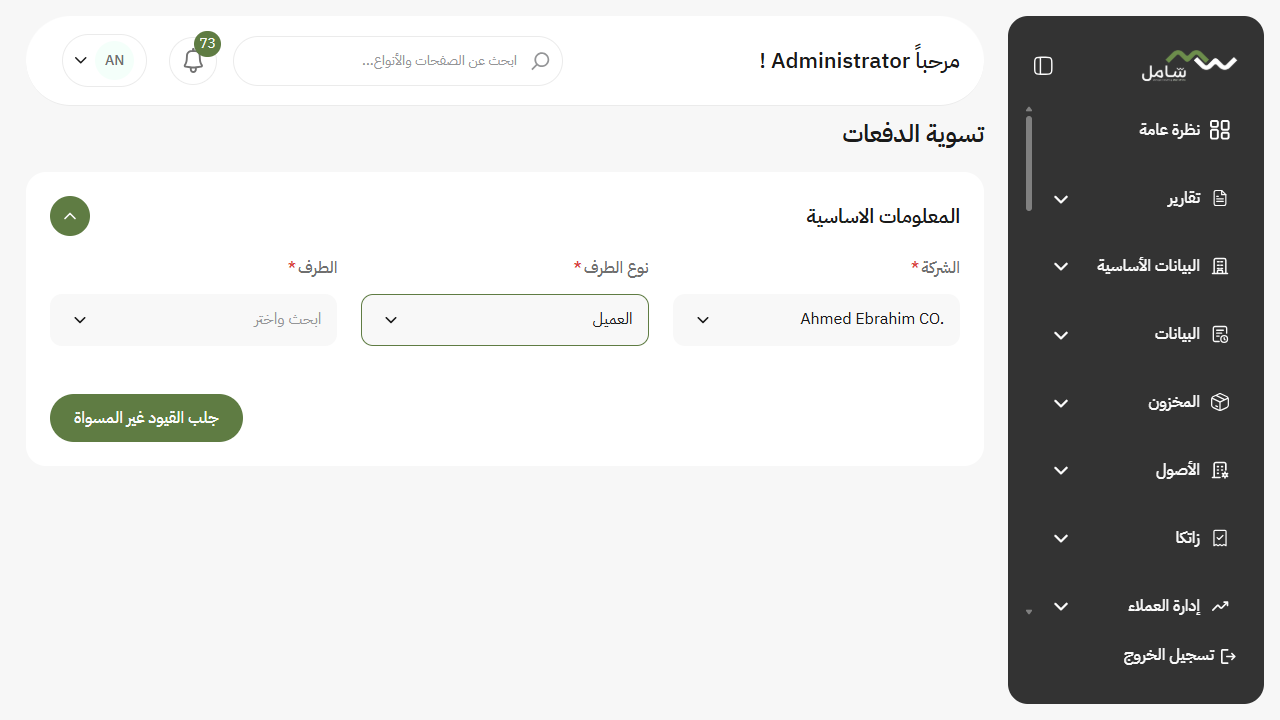 شامل
نظرة عامة
تقارير
البيانات الأساسية
البيانات
المخزون
الأصول
زاتكا
إدارة العملاء
تسجيل الخروج
مرحباً Administrator !
ابحث عن الصفحات والأنواع...
73
AN
تسوية الدفعات
المعلومات الاساسية
الشركة *
Ahmed Ebrahim CO.
نوع الطرف *
العميل
الطرف *
ابحث واختر
جلب القيود غير المسواة